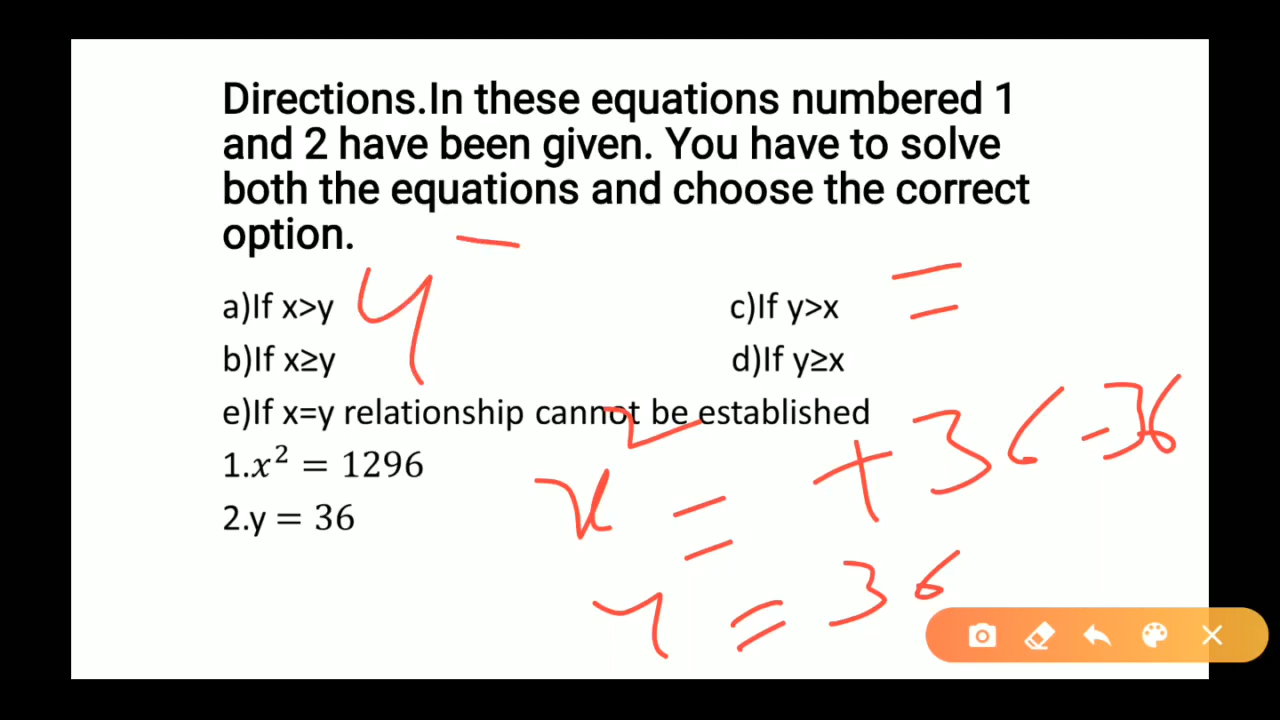 Directions.In these equations numbered 1
and 2 have been given. You have to solve
both the equations and choose the correct
option.
a)If x>y
c)If y>x
b)If x≥y
d)If y≥x
e)If x=y relationship cannot be established
1.x² = 1296
2.y = 36
y
=
x² = +36 -36
y = 36